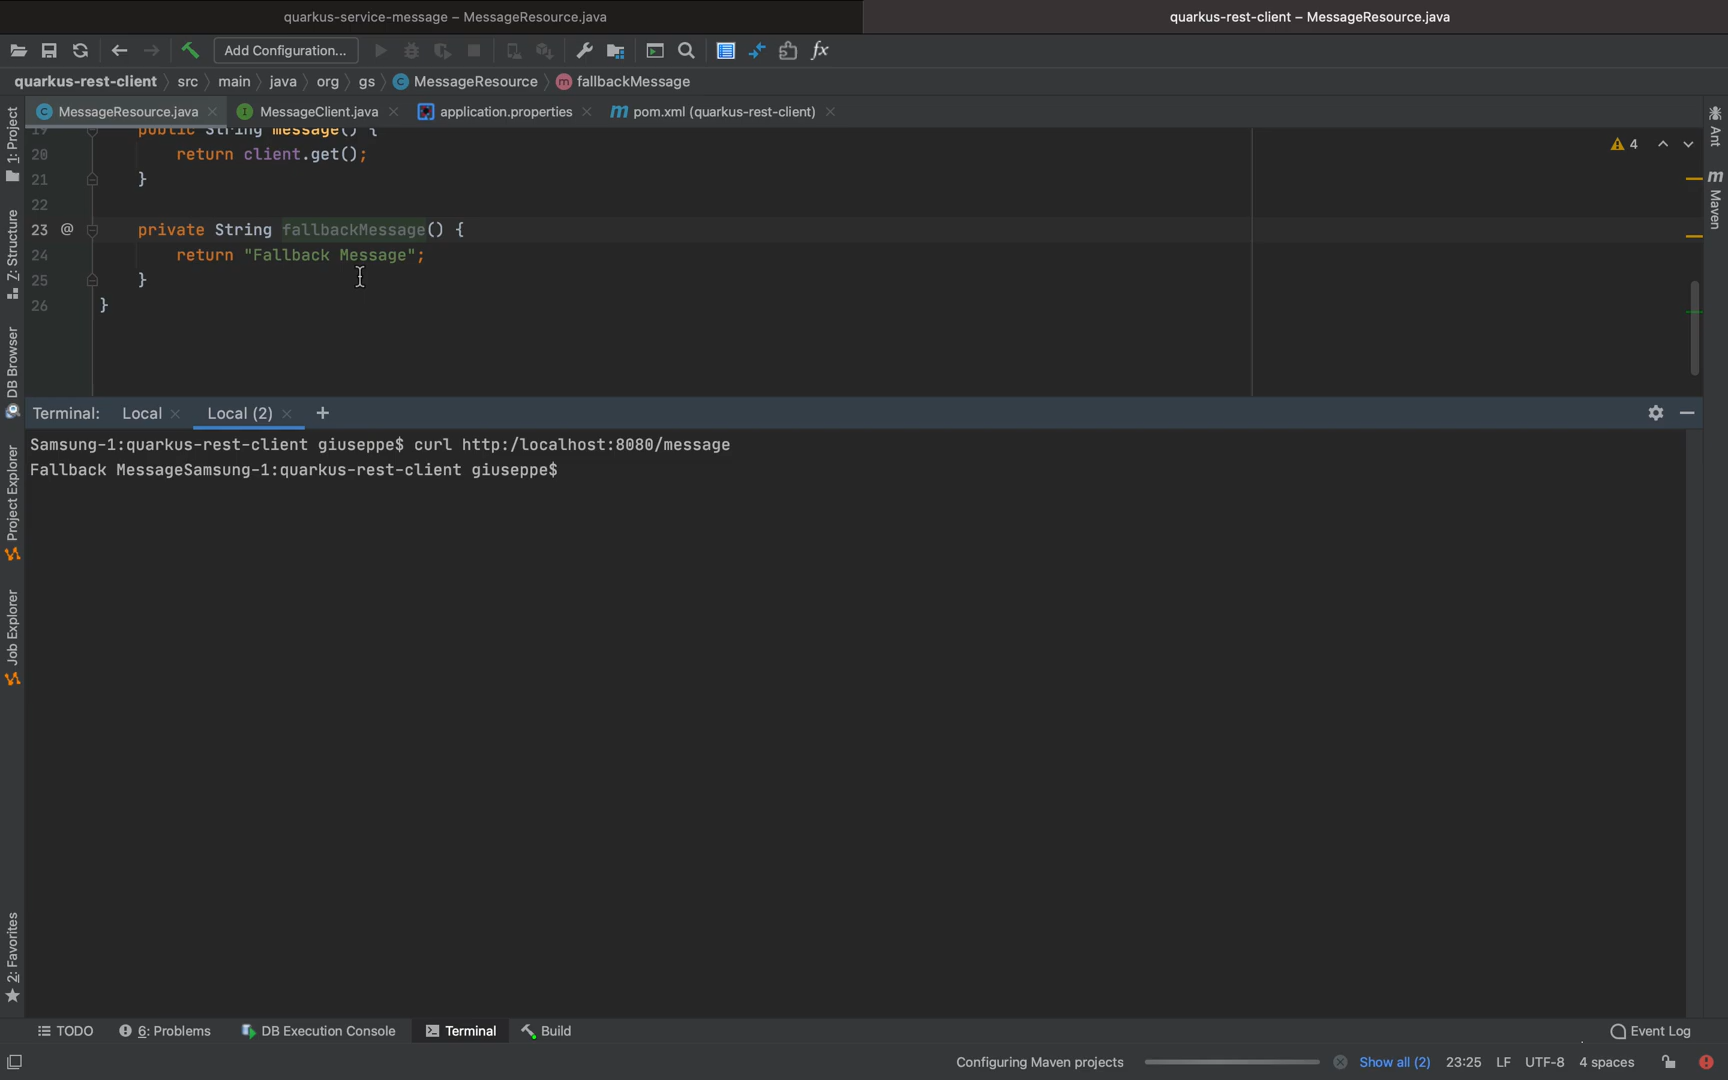 quarkus-service-message – MessageResource.java
quarkus-rest-client – MessageResource.java
Add Configuration...
quarkus-rest-client
src
main
java
org
gs
MessageResource
fallbackMessage
MessageResource.java
MessageClient.java
application.properties
pom.xml (quarkus-rest-client)
19 public String message() {
20 return client.get();
21 }
22
23 @ private String fallbackMessage() {
24 return "Fallback Message";
25 }
26 }
4
1: Project
7: Structure
DB Browser
Project Explorer
Job Explorer
2: Favorites
Ant
Maven
Terminal:
Local
Local (2)
+
Samsung-1:quarkus-rest-client giuseppe$ curl http:/localhost:8080/message
Fallback MessageSamsung-1:quarkus-rest-client giuseppe$
TODO
6: Problems
DB Execution Console
Terminal
Build
Event Log
Configuring Maven projects
Show all (2)
23:25
LF
UTF-8
4 spaces